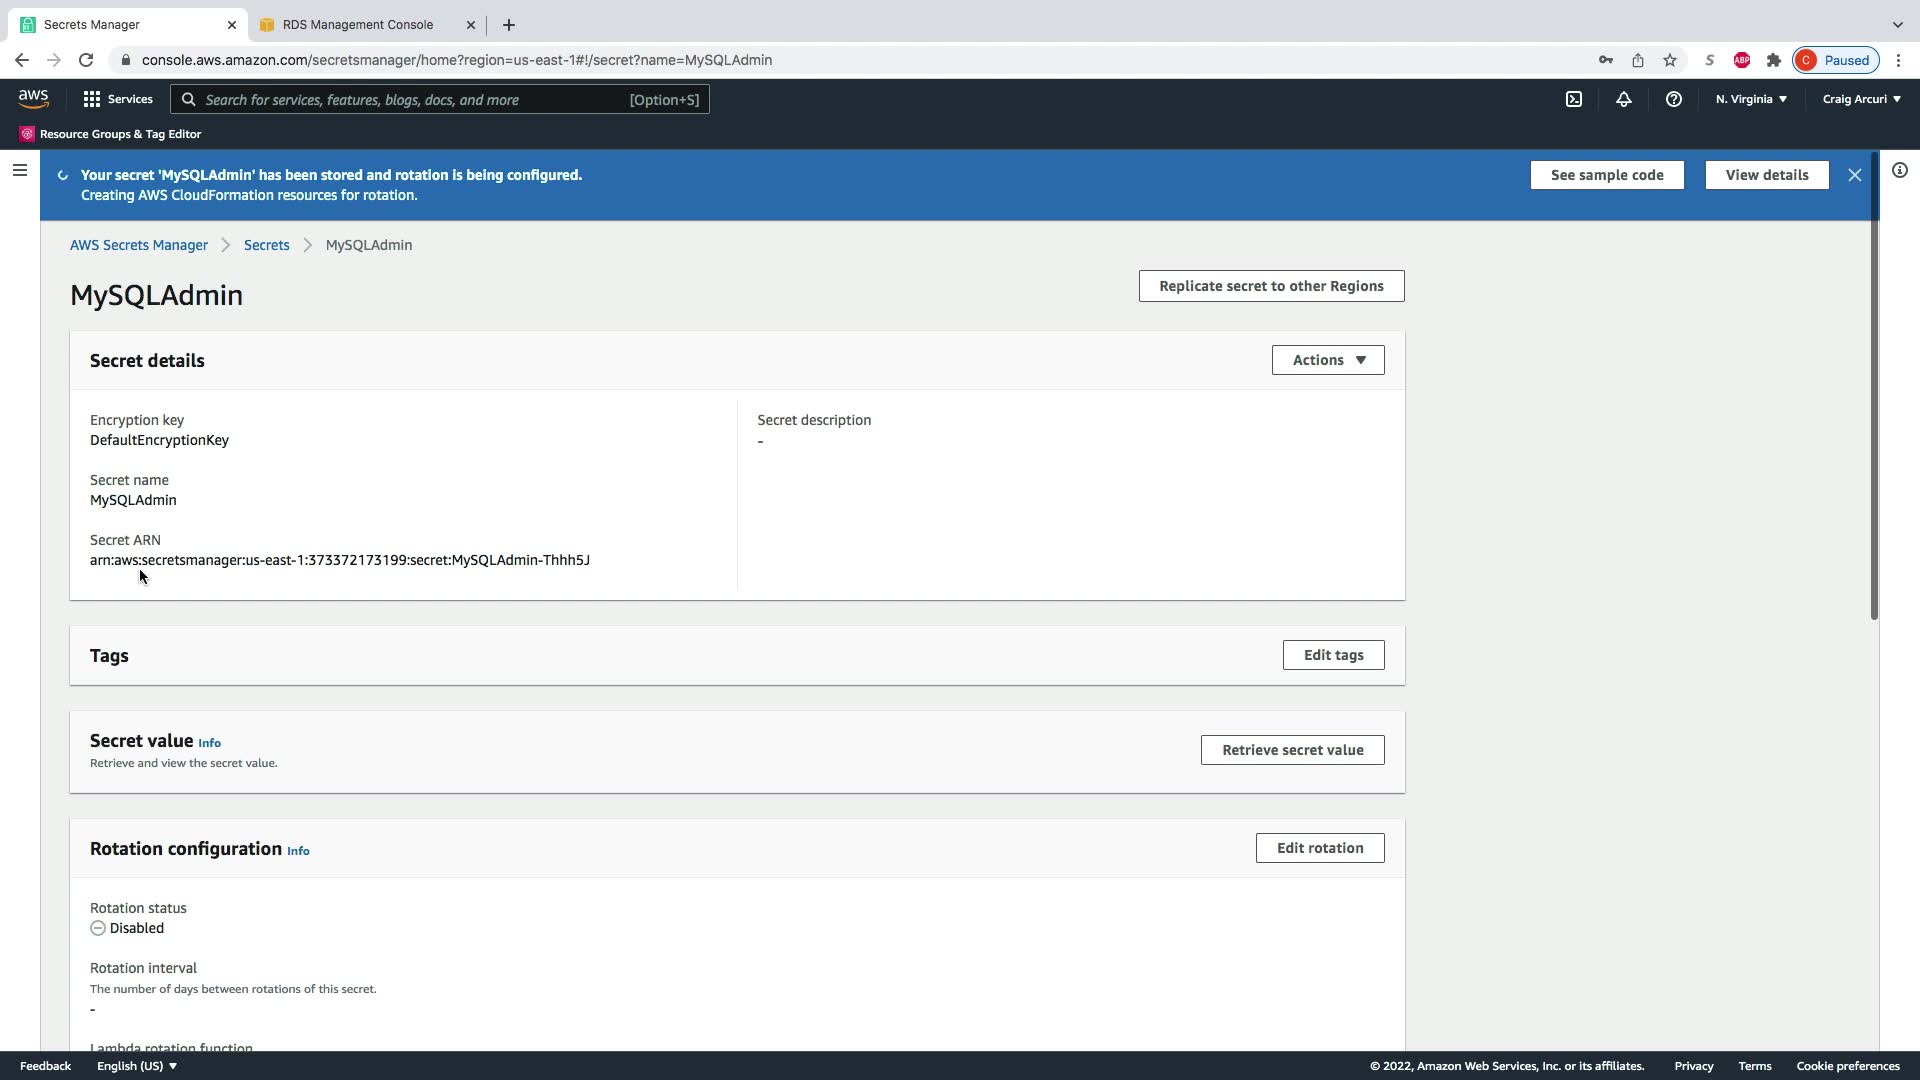 Secrets Manager
RDS Management Console
console.aws.amazon.com/secretsmanager/home?region=us-east-1#!/secret?name=MySQLAdmin
S
ABP
C
Paused
aws
Services
Search for services, features, blogs, docs, and more
[Option+S]
N. Virginia
Craig Arcuri
Resource Groups & Tag Editor
Your secret 'MySQLAdmin' has been stored and rotation is being configured.
Creating AWS CloudFormation resources for rotation.
See sample code
View details
AWS Secrets Manager
Secrets
MySQLAdmin
MySQLAdmin
Replicate secret to other Regions
Secret details
Actions
Encryption key
DefaultEncryptionKey
Secret description
-
Secret name
MySQLAdmin
Secret ARN
arn:aws:secretsmanager:us-east-1:373372173199:secret:MySQLAdmin-Thhh5J
Tags
Edit tags
Secret value Info
Retrieve and view the secret value.
Retrieve secret value
Rotation configuration Info
Edit rotation
Rotation status
Disabled
Rotation interval
The number of days between rotations of this secret.
-
Lambda rotation function
Feedback
English (US)
© 2022, Amazon Web Services, Inc. or its affiliates.
Privacy
Terms
Cookie preferences